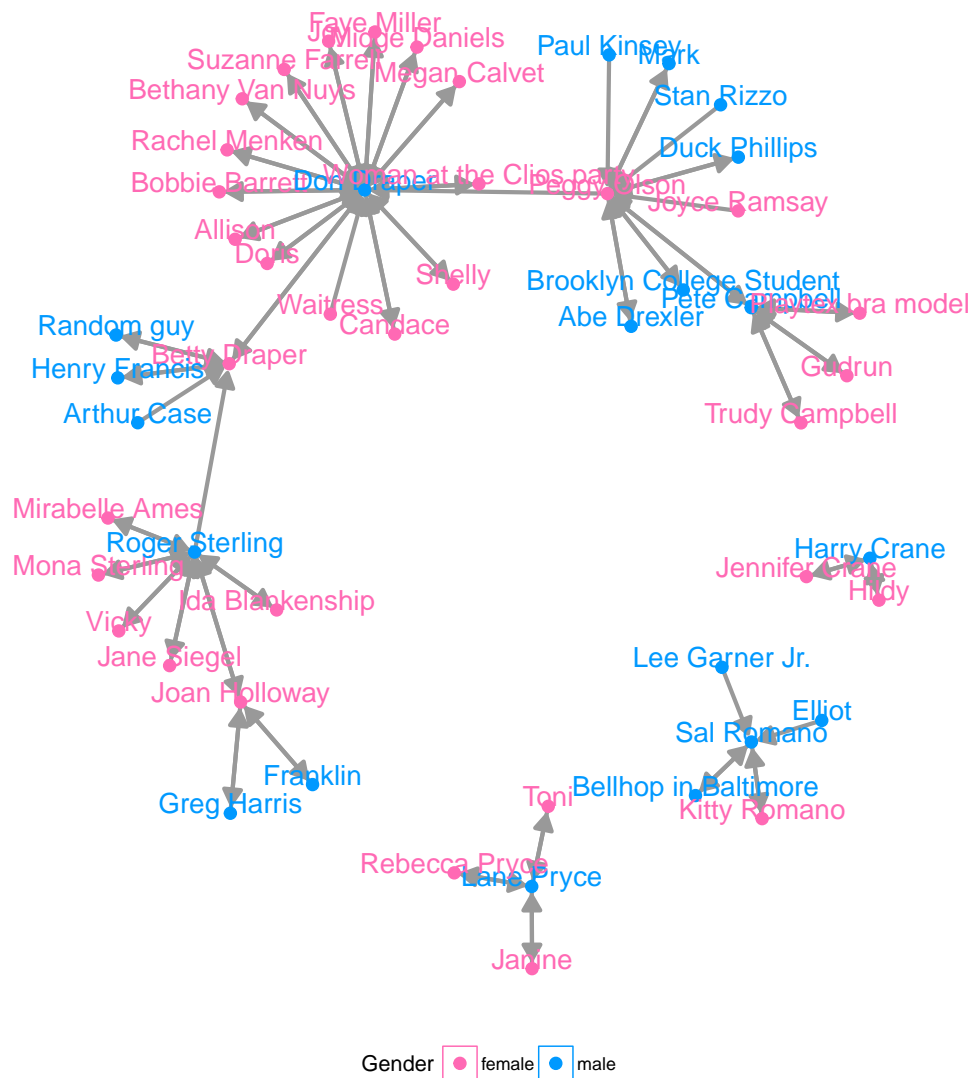 Faye Miller
Joy
Midge Daniels
Paul Kinsey
Mark
Suzanne Farrell
Megan Calvet
Bethany Van Nuys
Stan Rizzo
Rachel Menken
Duck Phillips
Woman at the Clios party
Bobbie Barrett
Don Draper
Peggy Olson
Joyce Ramsay
Allison
Doris
Shelly
Brooklyn College Student
Waitress
Pete Campbell
Playtex bra model
Random guy
Candace
Abe Drexler
Betty Draper
Henry Francis
Gudrun
Arthur Case
Trudy Campbell
Mirabelle Ames
Roger Sterling
Harry Crane
Mona Sterling
Jennifer Crane
Hildy
Ida Blankenship
Vicky
Jane Siegel
Lee Garner Jr.
Joan Holloway
Elliot
Sal Romano
Franklin
Bellhop in Baltimore
Greg Harris
Toni
Kitty Romano
Rebecca Pryce
Lane Pryce
Janine
Gender female male